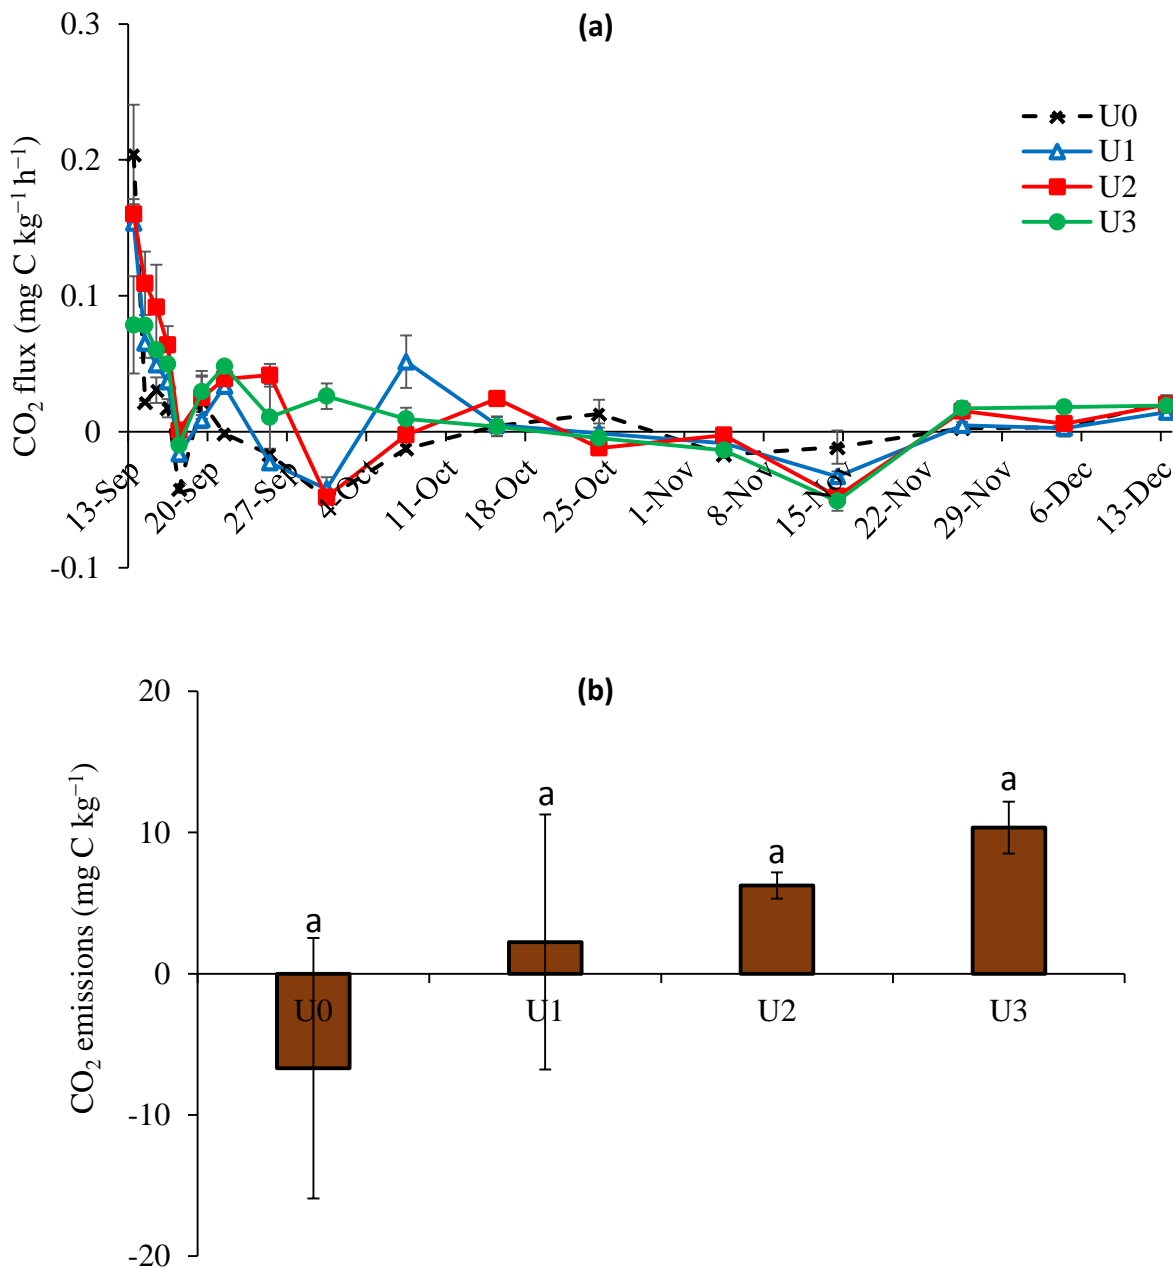 (a)
0.3
0.2
0.1
0
-0.1
CO₂ flux (mg C kg⁻¹ h⁻¹)
U0
U1
U2
U3
13-Sep
20-Sep
27-Sep
4-Oct
11-Oct
18-Oct
25-Oct
1-Nov
8-Nov
15-Nov
22-Nov
29-Nov
6-Dec
13-Dec
(b)
20
10
0
-10
-20
CO₂ emissions (mg C kg⁻¹)
a
a
a
a
U0
U1
U2
U3